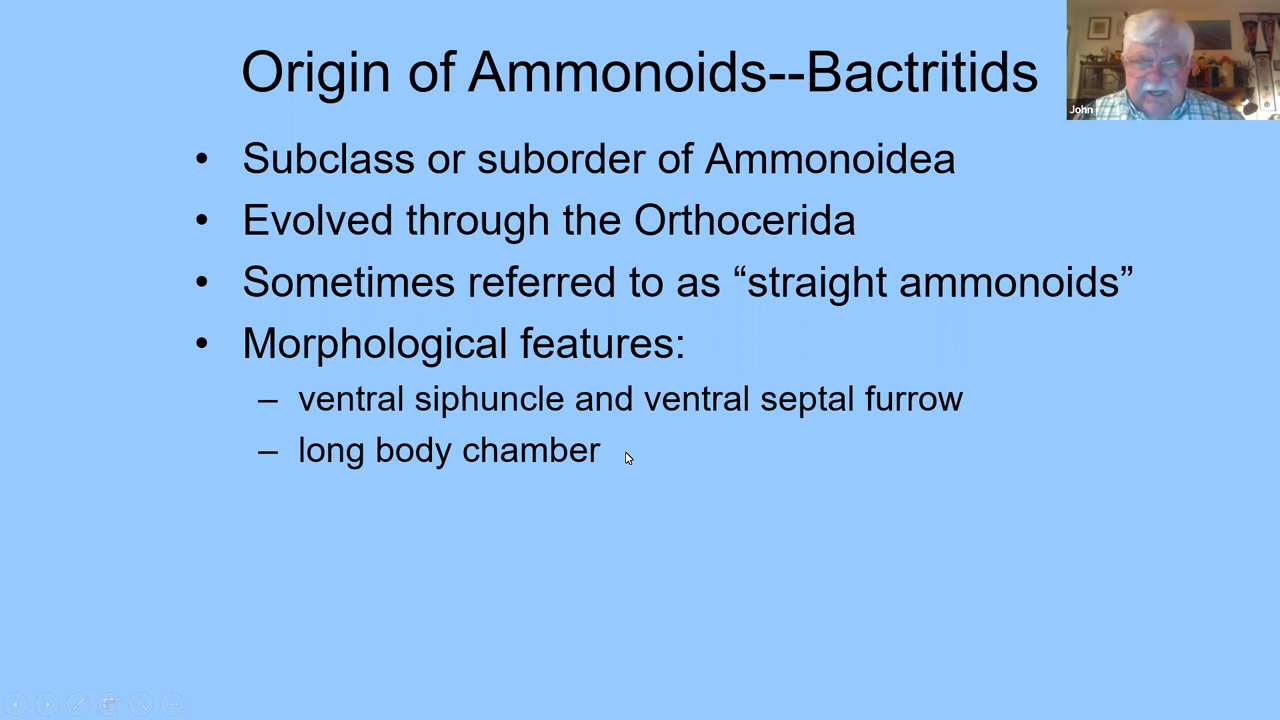 Origin of Ammonoids--Bactritids
John
• Subclass or suborder of Ammonoidea
• Evolved through the Orthocerida
• Sometimes referred to as “straight ammonoids”
• Morphological features:
– ventral siphuncle and ventral septal furrow
– long body chamber